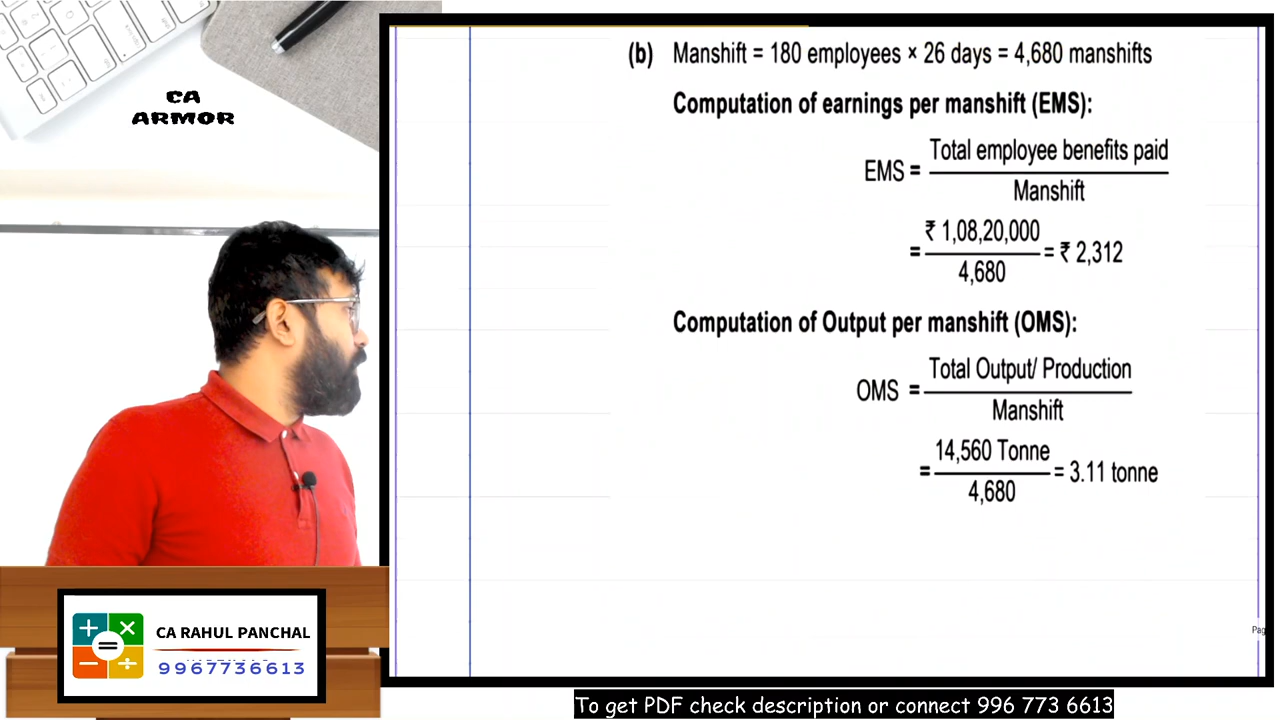 CA
ARMOR
(b) Manshift = 180 employees × 26 days = 4,680 manshifts
Computation of earnings per manshift (EMS):
EMS = Total employee benefits paid
Manshift
= ₹ 1,08,20,000
4,680
= ₹ 2,312
Computation of Output per manshift (OMS):
OMS = Total Output/ Production
Manshift
= 14,560 Tonne
4,680
= 3.11 tonne
Pag
CA RAHUL PANCHAL
9967736613
To get PDF check description or connect 996 773 6613